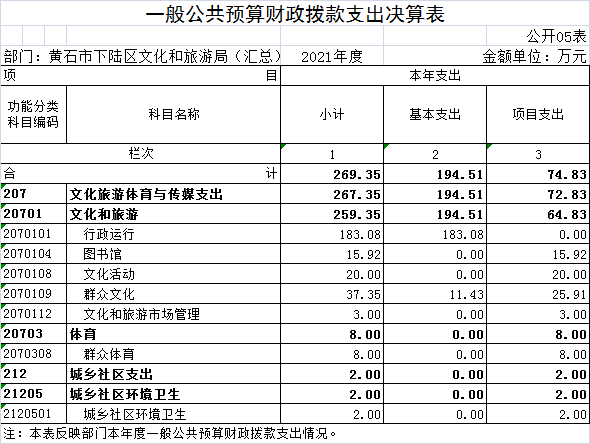 一般公共预算财政拨款支出决算表
公开05表
部门：黄石市下陆区文化和旅游局（汇总） 2021年度 金额单位：万元
项 目 本年支出
功能分类科目编码 科目名称 小计 基本支出 项目支出
栏次 1 2 3
合 计 269.35 194.51 74.83
207 文化旅游体育与传媒支出 267.35 194.51 72.83
20701 文化和旅游 259.35 194.51 64.83
2070101 行政运行 183.08 183.08 0.00
2070104 图书馆 15.92 0.00 15.92
2070108 文化活动 20.00 0.00 20.00
2070109 群众文化 37.35 11.43 25.91
2070112 文化和旅游市场管理 3.00 0.00 3.00
20703 体育 8.00 0.00 8.00
2070308 群众体育 8.00 0.00 8.00
212 城乡社区支出 2.00 0.00 2.00
21205 城乡社区环境卫生 2.00 0.00 2.00
2120501 城乡社区环境卫生 2.00 0.00 2.00
注：本表反映部门本年度一般公共预算财政拨款支出情况。